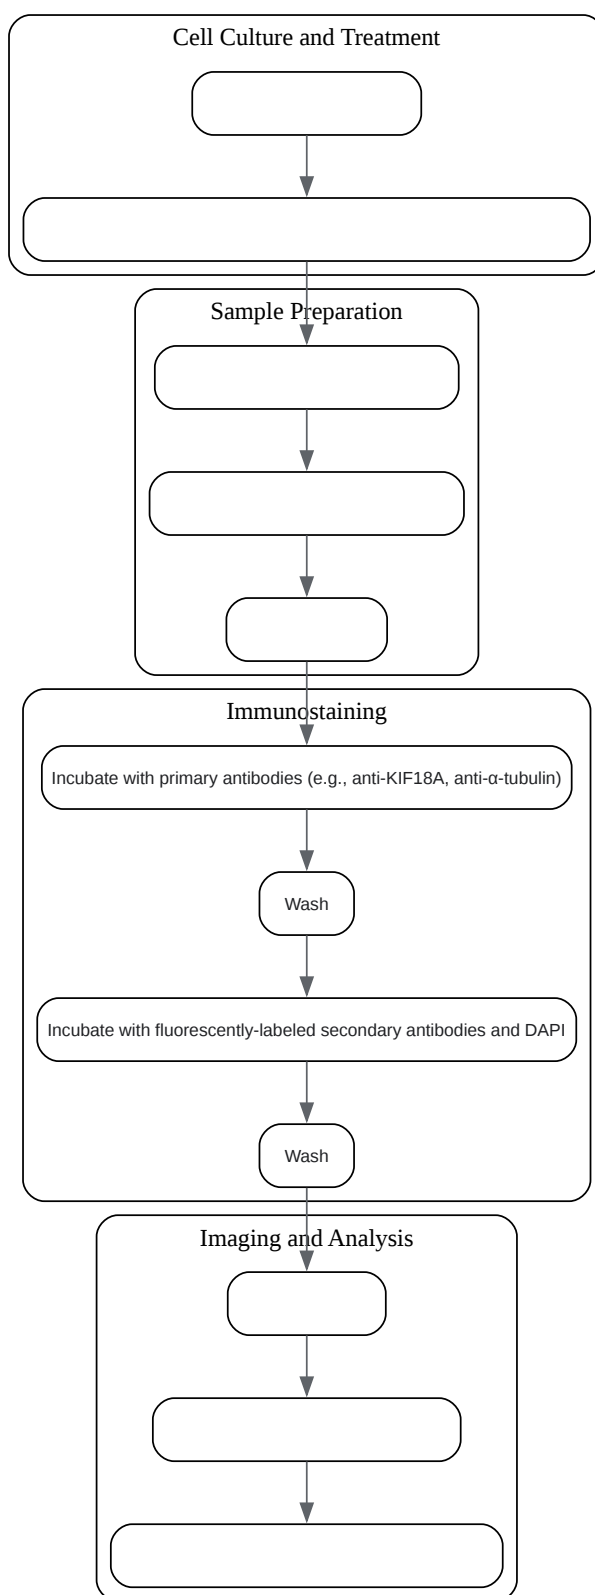 Cell Culture and Treatment
Sample Preparation
Immunostaining
Incubate with primary antibodies (e.g., anti-KIF18A, anti-α-tubulin)
Wash
Incubate with fluorescently-labeled secondary antibodies and DAPI
Wash
Imaging and Analysis